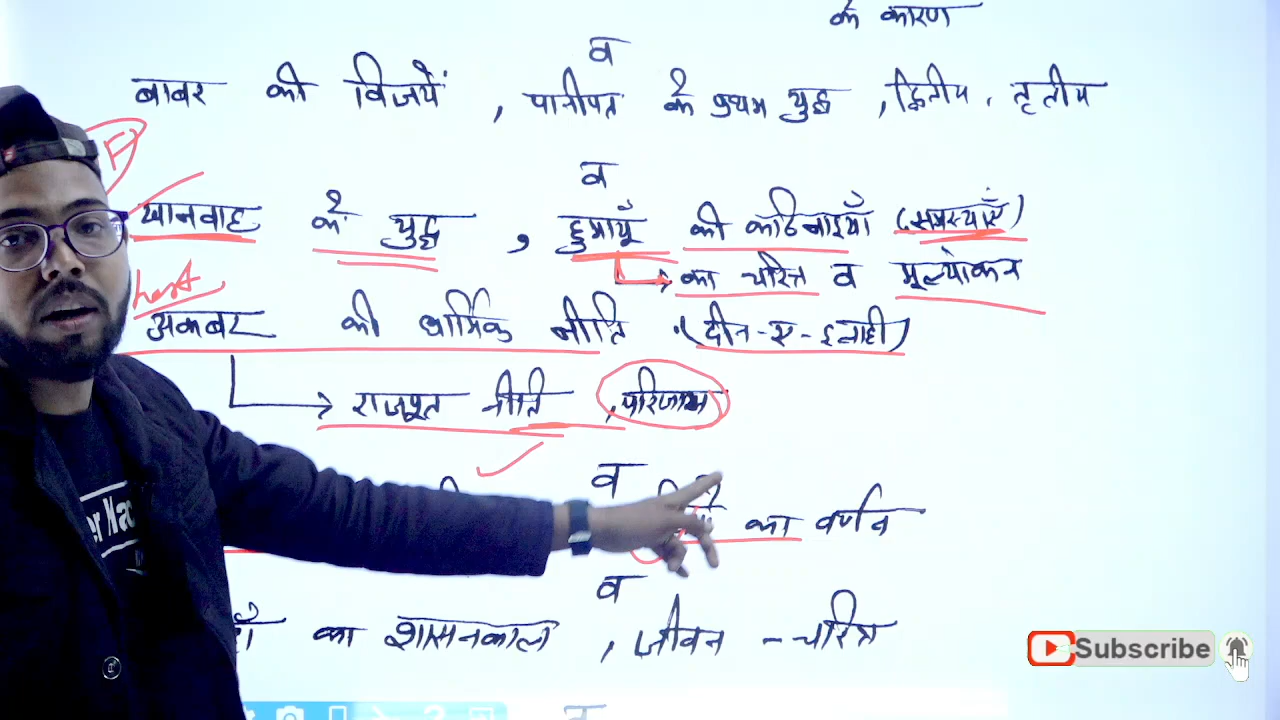 के कारण
व
बाबर की विजयें , पानीपत के प्रथम युद्ध , द्वितीय , तृतीय
व
खानवाह के युद्ध , हुमायूँ की कठिनाइयाँ (समस्याएँ)
का चरित्र व मूल्यांकन
अकबर की धार्मिक नीति (दीन-ए-इलाही)
राजपूत नीति , परिणाम
व
का वर्णन
व
का शासनकाल , जीवन - चरित्र
व
Subscribe